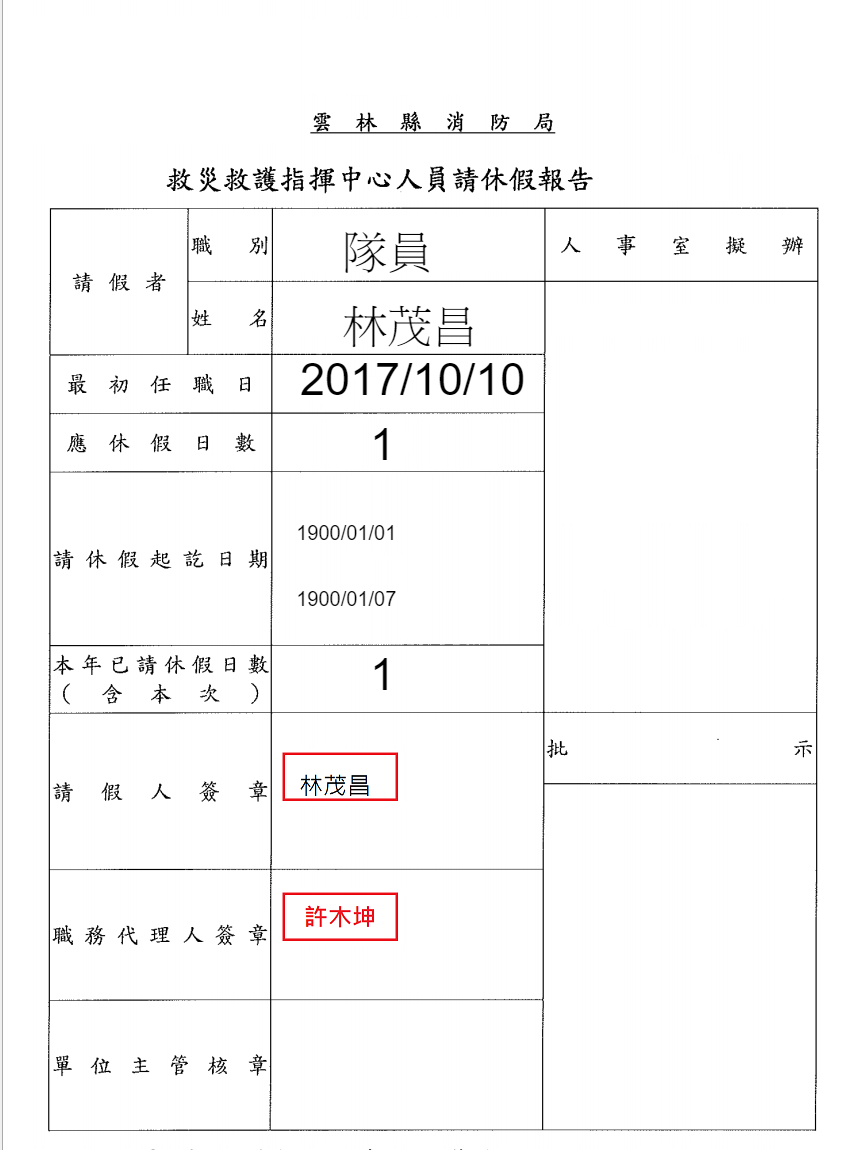 雲林縣消防局
救災救護指揮中心人員請休假報告
請假者
職別
隊員
人事室擬辦
姓名
林茂昌
最初任職日
2017/10/10
應休假日數
1
請休假起訖日期
1900/01/01
1900/01/07
本年已請休假日數
（含本次）
1
批示
請假人簽章
林茂昌
職務代理人簽章
許木坤
單位主管核章